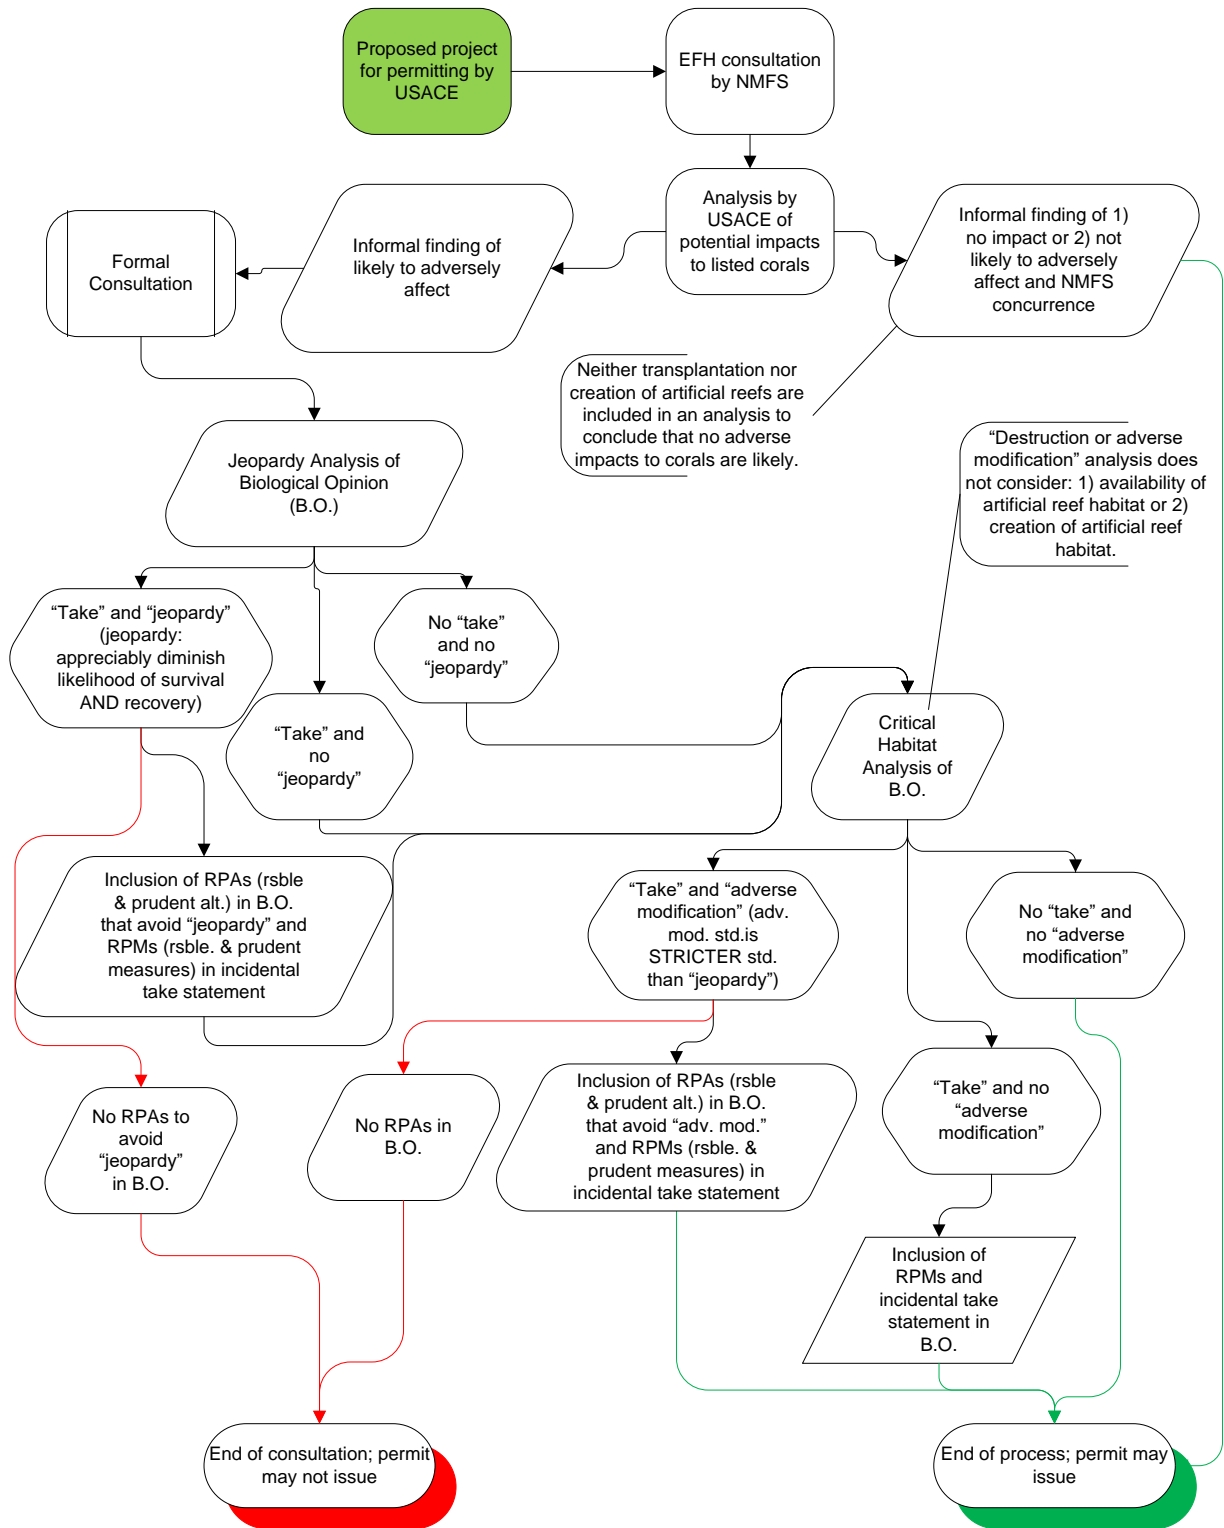 Proposed project
for permitting by
USACE
EFH consultation
by NMFS
Analysis by
USACE of
potential impacts
to listed corals
Informal finding of 1)
no impact or 2) not
likely to adversely
affect and NMFS
concurrence
Informal finding of
likely to adversely
affect
Formal
Consultation
Neither transplantation nor
creation of artificial reefs are
included in an analysis to
conclude that no adverse
impacts to corals are likely.
“Destruction or adverse
modification” analysis does
not consider: 1) availability of
artificial reef habitat or 2)
creation of artificial reef
habitat.
Jeopardy Analysis of
Biological Opinion
(B.O.)
“Take” and “jeopardy”
(jeopardy:
appreciably diminish
likelihood of survival
AND recovery)
No “take”
and no
“jeopardy”
“Take” and
no
“jeopardy”
Critical
Habitat
Analysis of
B.O.
Inclusion of RPAs (rsble
& prudent alt.) in B.O.
that avoid “jeopardy” and
RPMs (rsble. & prudent
measures) in incidental
take statement
“Take” and “adverse
modification” (adv.
mod. std.is
STRICTER std.
than “jeopardy”)
No “take” and
no “adverse
modification”
No RPAs to
avoid
“jeopardy”
in B.O.
No RPAs in
B.O.
Inclusion of RPAs (rsble
& prudent alt.) in B.O.
that avoid “adv. mod.”
and RPMs (rsble. &
prudent measures) in
incidental take statement
“Take” and no
“adverse
modification”
Inclusion of
RPMs and
incidental take
statement in
B.O.
End of consultation; permit
may not issue
End of process; permit may
issue